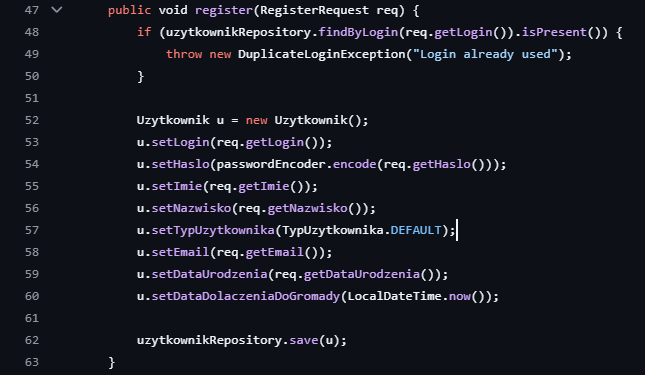 47 public void register(RegisterRequest req) {
48 if (uzytkownikRepository.findByLogin(req.getLogin()).isPresent()) {
49 throw new DuplicateLoginException("Login already used");
50 }
51
52 Uzytkownik u = new Uzytkownik();
53 u.setLogin(req.getLogin());
54 u.setHaslo(passwordEncoder.encode(req.getHaslo()));
55 u.setImie(req.getImie());
56 u.setNazwisko(req.getNazwisko());
57 u.setTypUzytkownika(TypUzytkownika.DEFAULT);
58 u.setEmail(req.getEmail());
59 u.setDataUrodzenia(req.getDataUrodzenia());
60 u.setDataDolaczeniaDoGromady(LocalDateTime.now());
61
62 uzytkownikRepository.save(u);
63 }